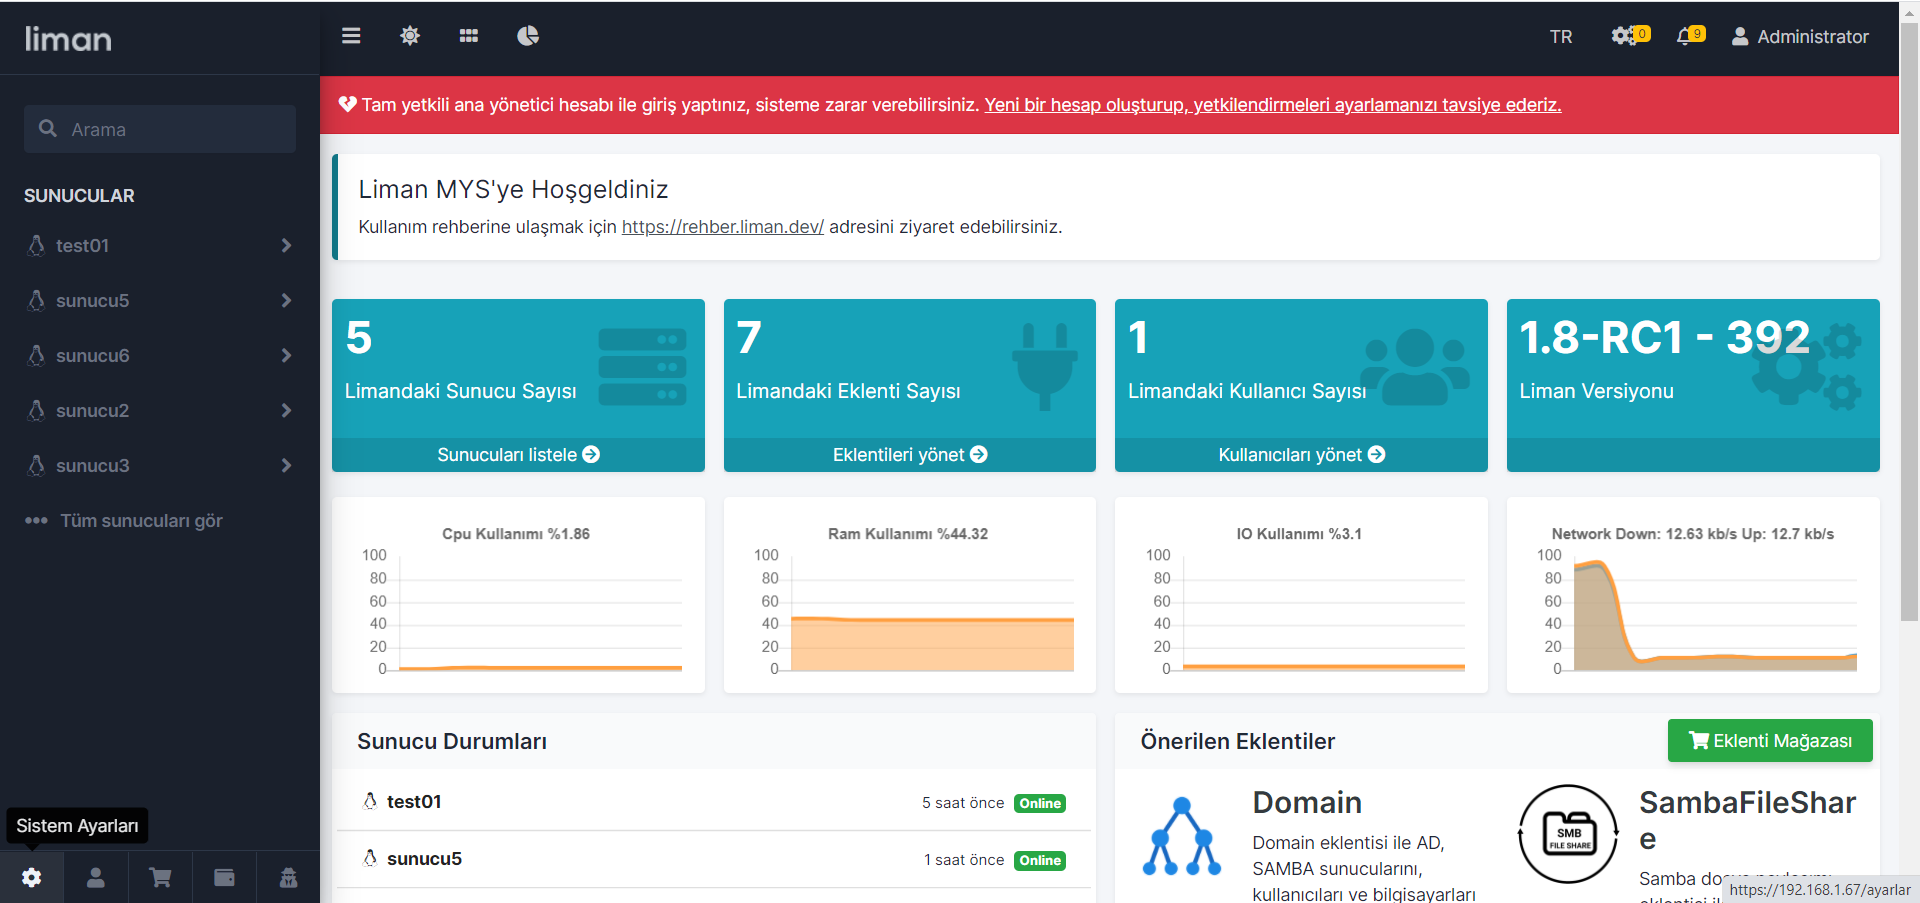 liman
TR
0
9
Administrator
Tam yetkili ana yönetici hesabı ile giriş yaptınız, sisteme zarar verebilirsiniz. Yeni bir hesap oluşturup, yetkilendirmeleri ayarlamanızı tavsiye ederiz.
Arama
SUNUCULAR
test01
sunucu5
sunucu6
sunucu2
sunucu3
Tüm sunucuları gör
Liman MYS'ye Hoşgeldiniz
Kullanım rehberine ulaşmak için https://rehber.liman.dev/ adresini ziyaret edebilirsiniz.
5
Limandaki Sunucu Sayısı
Sunucuları listele
7
Limandaki Eklenti Sayısı
Eklentileri yönet
1
Limandaki Kullanıcı Sayısı
Kullanıcıları yönet
1.8-RC1 - 392
Liman Versiyonu
Cpu Kullanımı %1.86
100
80
60
40
20
0
Ram Kullanımı %44.32
100
80
60
40
20
0
IO Kullanımı %3.1
100
80
60
40
20
0
Network Down: 12.63 kb/s Up: 12.7 kb/s
100
80
60
40
20
0
Sunucu Durumları
test01
5 saat önce
Online
sunucu5
1 saat önce
Online
Önerilen Eklentiler
Eklenti Mağazası
Domain
Domain eklentisi ile AD,
SAMBA sunucularını,
kullanıcıları ve bilgisayarları
SMB
FILE SHARE
SambaFileShar
e
Samba
Sistem Ayarları
https://192.168.1.67/ayarlar